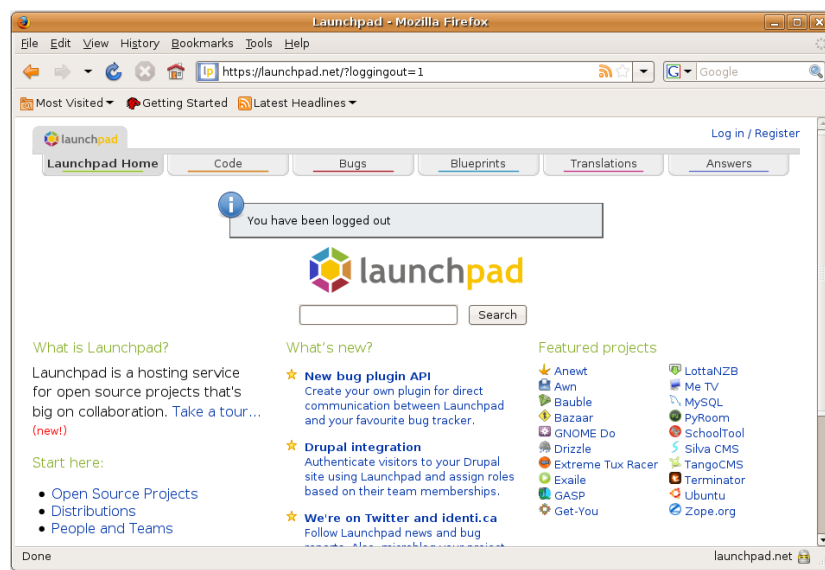 Launchpad - Mozilla Firefox
File Edit View History Bookmarks Tools Help
lp https://launchpad.net/?loggingout=1 G Google
Most Visited Getting Started Latest Headlines
launchpad Log in / Register
Launchpad Home Code Bugs Blueprints Translations Answers
i You have been logged out
launchpad
Search
What is Launchpad?
Launchpad is a hosting service
for open source projects that's
big on collaboration. Take a tour...
(new!)
Start here:
• Open Source Projects
• Distributions
• People and Teams
What's new?
New bug plugin API
Create your own plugin for direct
communication between Launchpad
and your favourite bug tracker.
Drupal integration
Authenticate visitors to your Drupal
site using Launchpad and assign roles
based on their team memberships.
We're on Twitter and identi.ca
Follow Launchpad news and bug
Featured projects
Anewt
Awn
Bauble
Bazaar
GNOME Do
Drizzle
Extreme Tux Racer
Exaile
GASP
Get-You
LottaNZB
Me TV
MySQL
PyRoom
SchoolTool
Silva CMS
TangoCMS
Terminator
Ubuntu
Zope.org
Done launchpad.net